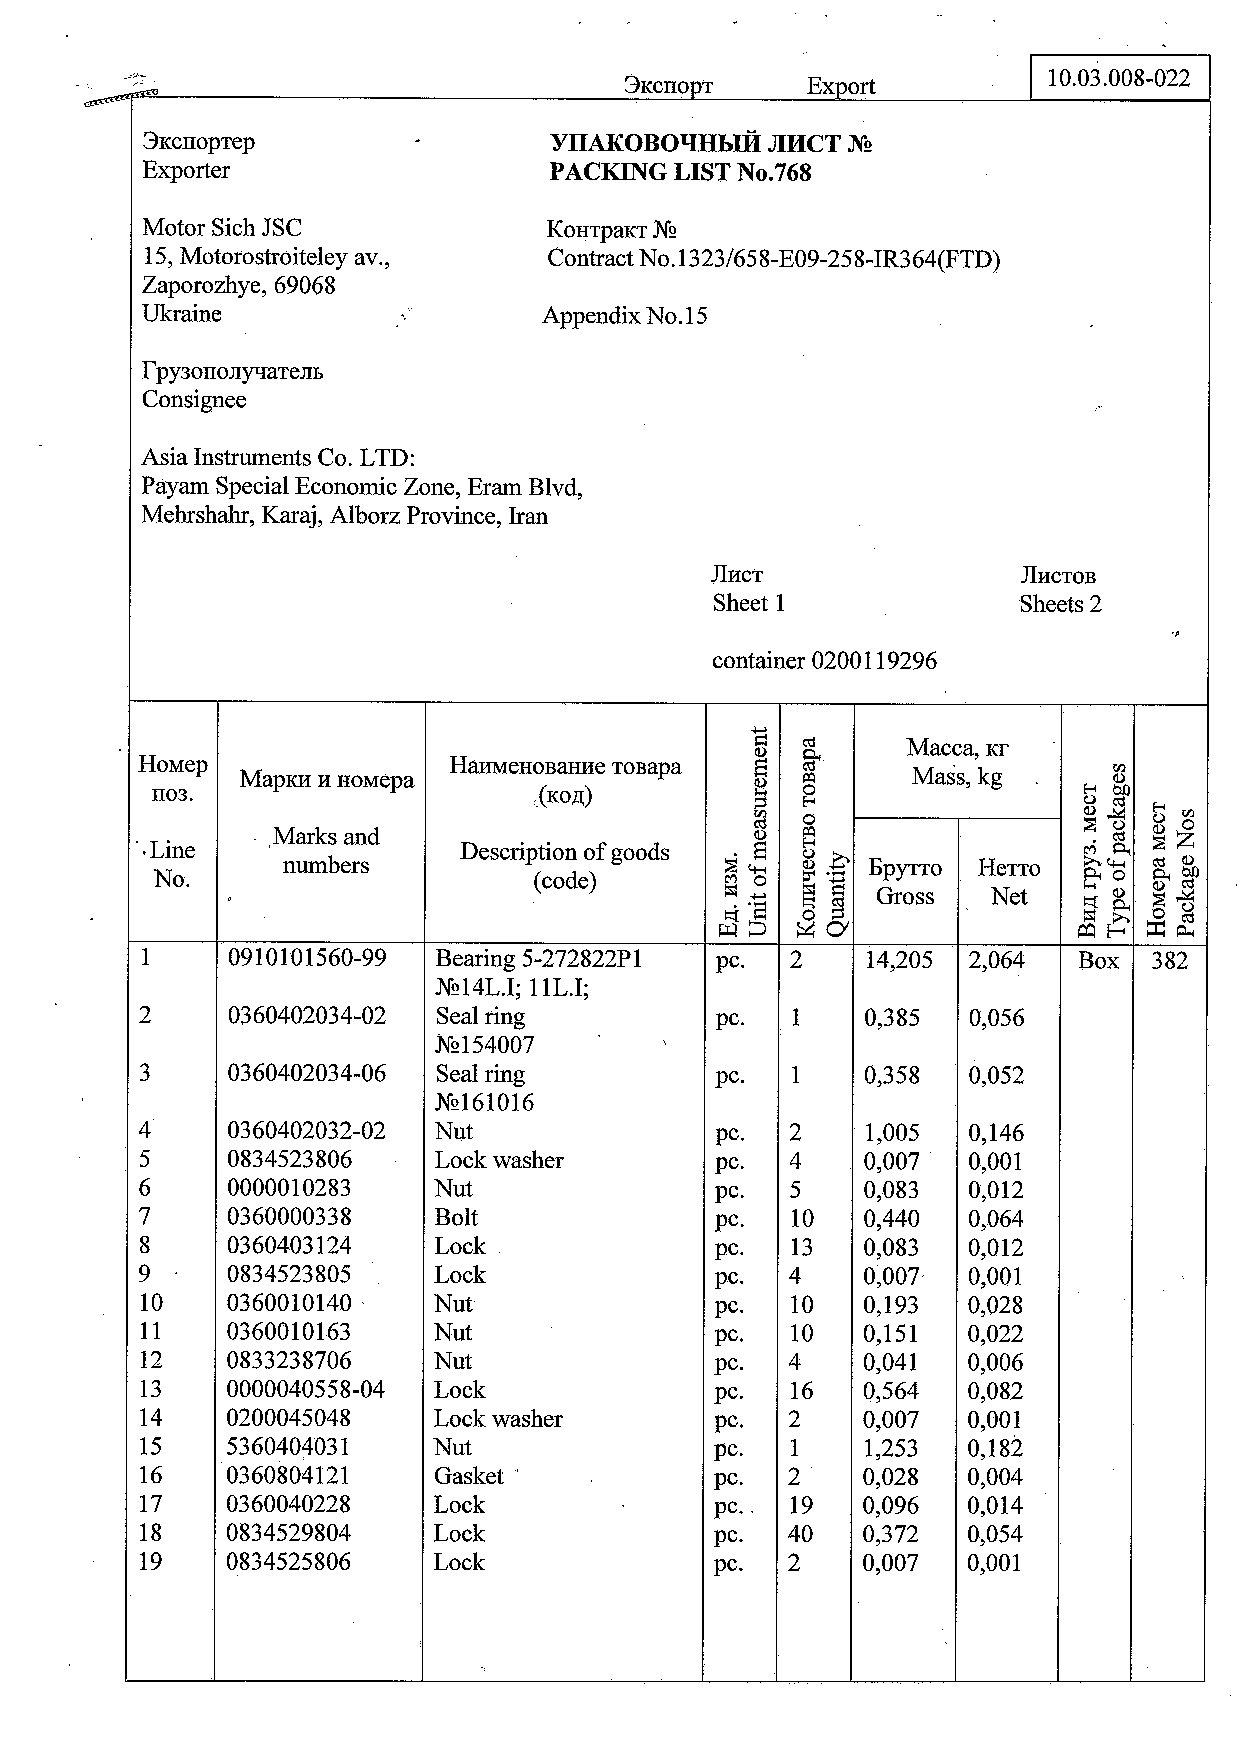 Экспорт Export 10.03.008-022
Экспортер УПАКОВОЧНЫЙ ЛИСТ №
Exporter PACKING LIST No.768
Motor Sich JSC Контракт №
15, Motorostroiteley av., Contract No.1323/658-E09-258-IR364(FTD)
Zaporozhye, 69068
Ukraine Appendix No.15
Грузополучатель
Consignee
Asia Instruments Co. LTD:
Payam Special Economic Zone, Eram Blvd,
Mehrshahr, Karaj, Alborz Province, Iran
Лист Листов
Sheet 1 Sheets 2
container 0200119296
Номер поз.
Line No.
Марки и номера
Marks and numbers
Наименование товара (код)
Description of goods (code)
Ед. изм.
Unit of measurement
Количество товара
Quantity
Масса, кг
Mass, kg
Брутто Нетто
Gross Net
Вид груз. мест
Type of packages
Номера мест
Package Nos
1 0910101560-99 Bearing 5-272822P1 pc. 2 14,205 2,064 Box 382
№14L.I; 11L.I;
2 0360402034-02 Seal ring pc. 1 0,385 0,056
№154007
3 0360402034-06 Seal ring pc. 1 0,358 0,052
№161016
4 0360402032-02 Nut pc. 2 1,005 0,146
5 0834523806 Lock washer pc. 4 0,007 0,001
6 0000010283 Nut pc. 5 0,083 0,012
7 0360000338 Bolt pc. 10 0,440 0,064
8 0360403124 Lock pc. 13 0,083 0,012
9 0834523805 Lock pc. 4 0,007 0,001
10 0360010140 Nut pc. 10 0,193 0,028
11 0360010163 Nut pc. 10 0,151 0,022
12 0833238706 Nut pc. 4 0,041 0,006
13 0000040558-04 Lock pc. 16 0,564 0,082
14 0200045048 Lock washer pc. 2 0,007 0,001
15 5360404031 Nut pc. 1 1,253 0,182
16 0360804121 Gasket pc. 2 0,028 0,004
17 0360040228 Lock pc. 19 0,096 0,014
18 0834529804 Lock pc. 40 0,372 0,054
19 0834525806 Lock pc. 2 0,007 0,001